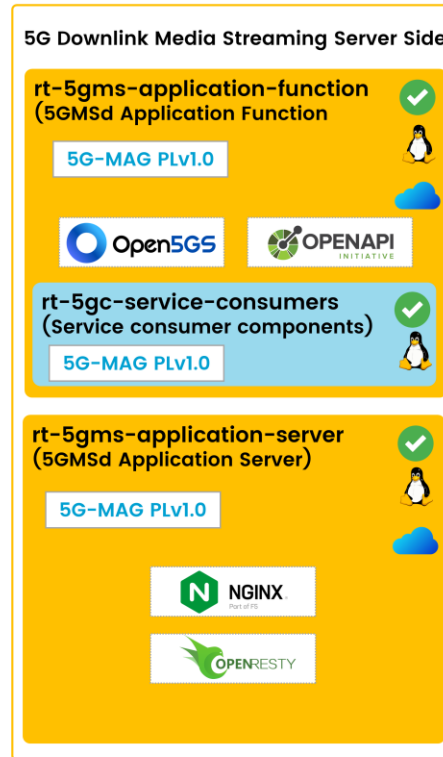 5G Downlink Media Streaming Server Side
rt-5gms-application-function
(5GMSd Application Function
5G-MAG PLv1.0
Open5GS
OPENAPI
INITIATIVE
rt-5gc-service-consumers
(Service consumer components)
5G-MAG PLv1.0
rt-5gms-application-server
(5GMSd Application Server)
5G-MAG PLv1.0
N
NGINX
Part of F5
OPENRESTY